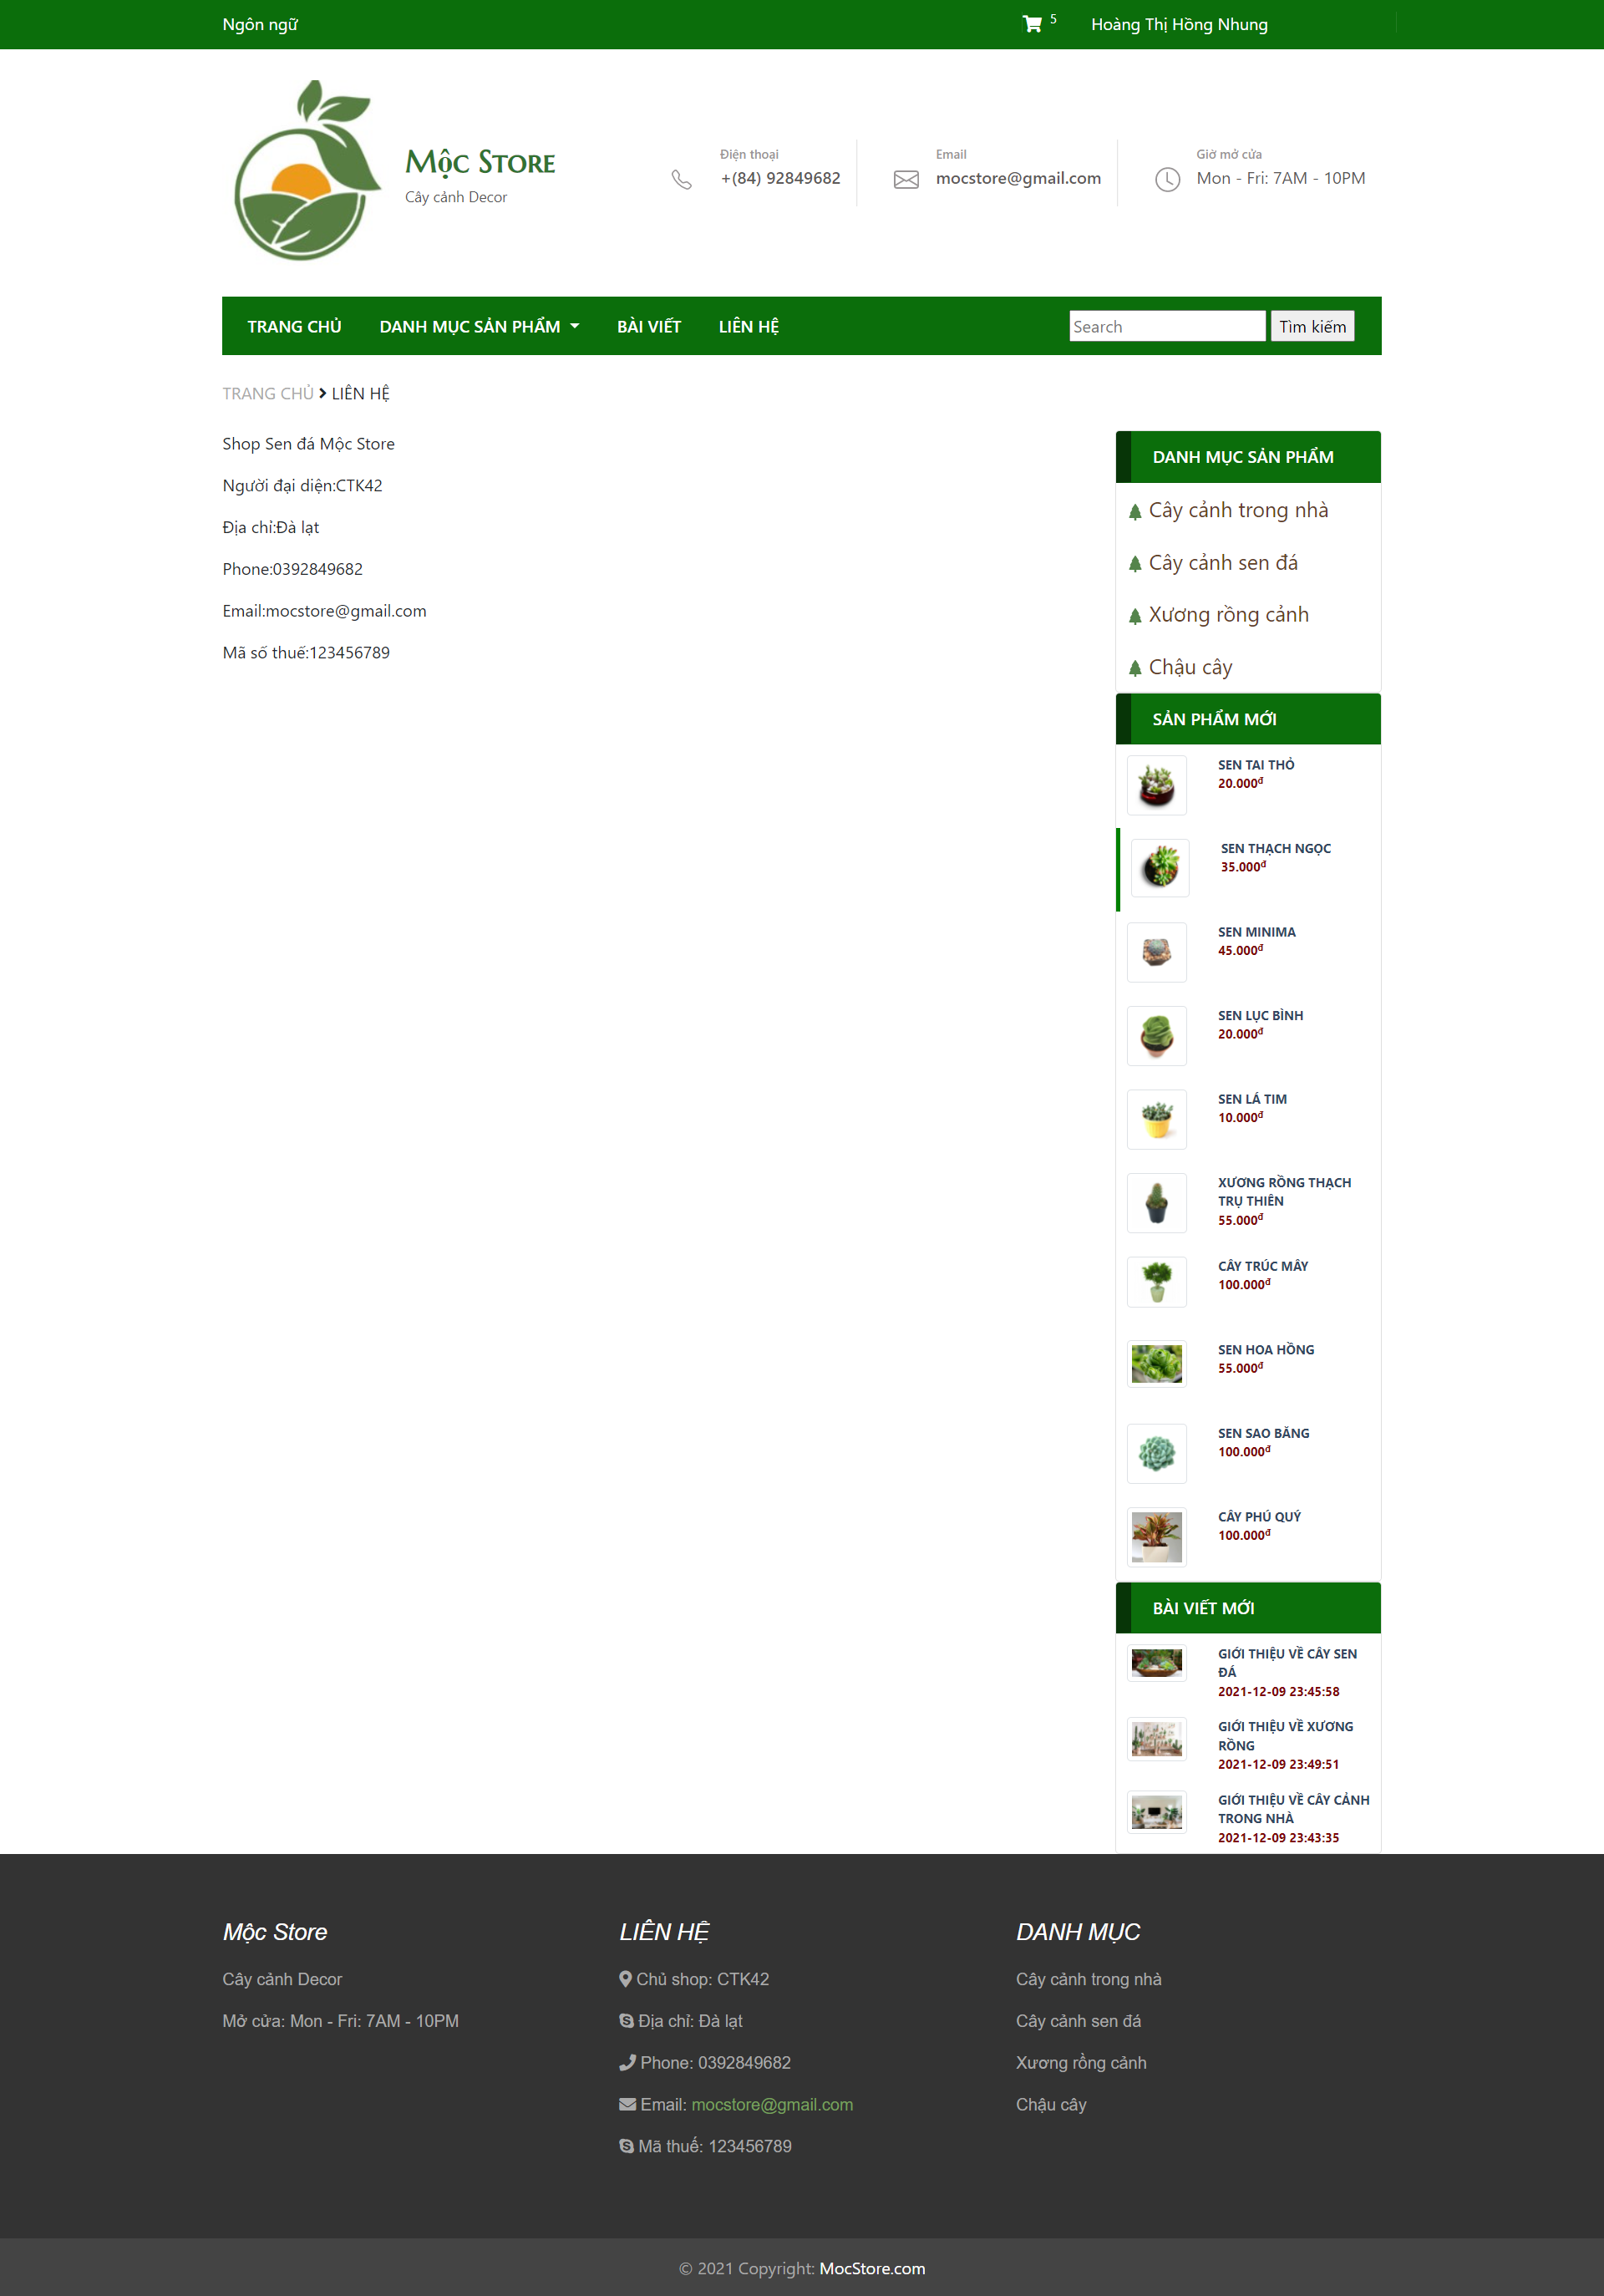 Ngôn ngữ
5
Hoàng Thị Hồng Nhung
Mộc Store
Cây cảnh Decor
Điện thoại
+(84) 92849682
Email
mocstore@gmail.com
Giờ mở cửa
Mon - Fri: 7AM - 10PM
TRANG CHỦ
DANH MỤC SẢN PHẨM
BÀI VIẾT
LIÊN HỆ
Search
Tìm kiếm
TRANG CHỦ > LIÊN HỆ
Shop Sen đá Mộc Store
Người đại diện:CTK42
Địa chỉ:Đà lạt
Phone:0392849682
Email:mocstore@gmail.com
Mã số thuế:123456789
DANH MỤC SẢN PHẨM
Cây cảnh trong nhà
Cây cảnh sen đá
Xương rồng cảnh
Chậu cây
SẢN PHẨM MỚI
SEN TAI THỎ
20.000đ
SEN THẠCH NGỌC
35.000đ
SEN MINIMA
45.000đ
SEN LỤC BÌNH
20.000đ
SEN LÁ TIM
10.000đ
XƯƠNG RỒNG THẠCH
TRỤ THIÊN
55.000đ
CÂY TRÚC MÂY
100.000đ
SEN HOA HỒNG
55.000đ
SEN SAO BĂNG
100.000đ
CÂY PHÚ QUÝ
100.000đ
BÀI VIẾT MỚI
GIỚI THIỆU VỀ CÂY SEN
ĐÁ
2021-12-09 23:45:58
GIỚI THIỆU VỀ XƯƠNG
RỒNG
2021-12-09 23:49:51
GIỚI THIỆU VỀ CÂY CẢNH
TRONG NHÀ
2021-12-09 23:43:35
Mộc Store
Cây cảnh Decor
Mở cửa: Mon - Fri: 7AM - 10PM
LIÊN HỆ
Chủ shop: CTK42
Địa chỉ: Đà lạt
Phone: 0392849682
Email: mocstore@gmail.com
Mã thuế: 123456789
DANH MỤC
Cây cảnh trong nhà
Cây cảnh sen đá
Xương rồng cảnh
Chậu cây
© 2021 Copyright: MocStore.com